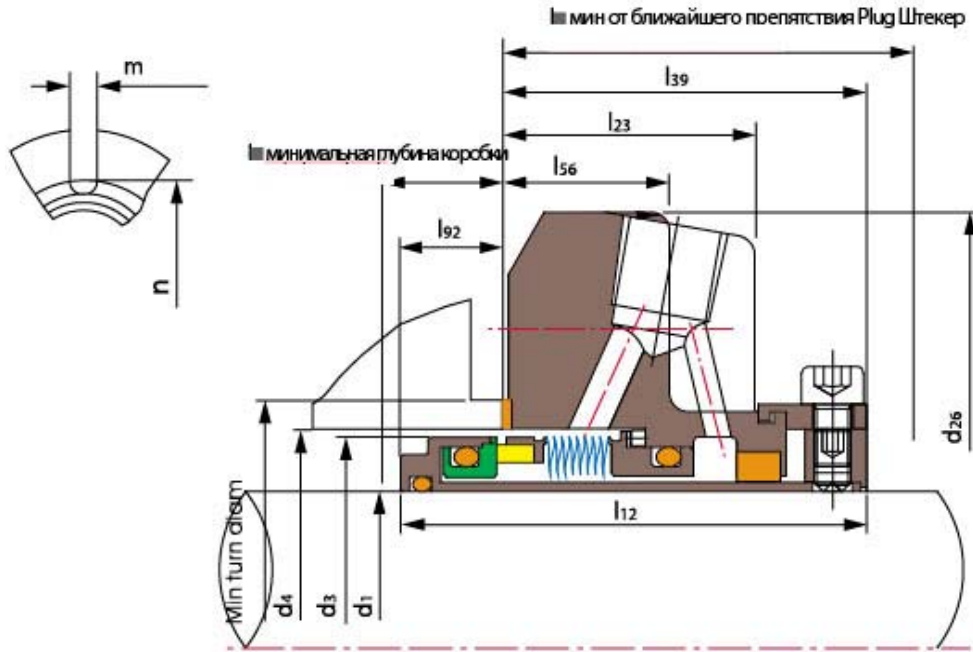 l мин от ближайшего препятствия Plug Штекер
m
l39
l23
l минимальная глубина коробки
l56
l92
n
d26
l12
Min turn diam
d4
d3
d1